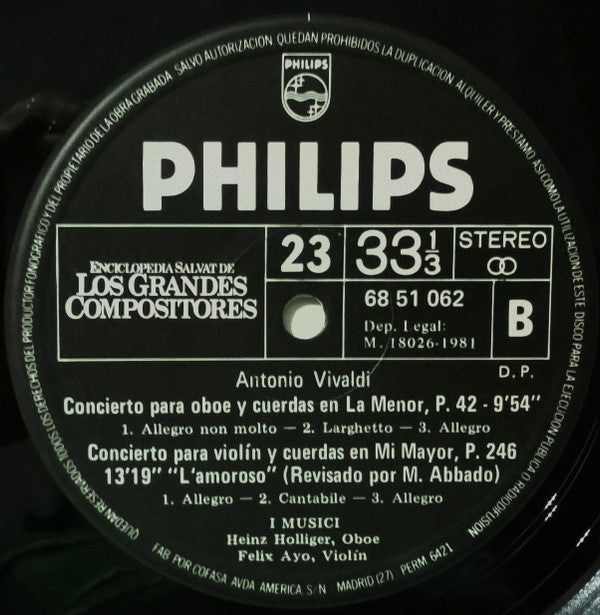 QUEDAN RESERVADOS TODOS LOS DERECHOS DEL PRODUCTOR FONOGRAFICO Y DEL PROPIETARIO DE LA OBRA GRABADA. SALVO AUTORIZACION QUEDAN PROHIBIDOS LA DUPLICACION, ALQUILER Y PRESTAMO, ASI COMO LA UTILIZACION DE ESTE DISCO PARA LA EJECUCION PUBLICA O RADIODIFUSION
PHILIPS
PHILIPS
ENCICLOPEDIA SALVAT DE
LOS GRANDES
COMPOSITORES
23
33 1/3
STEREO
68 51 062
Dep. Legal:
M. 18026-1981
B
D. P.
Antonio Vivaldi
Concierto para oboe y cuerdas en La Menor, P. 42 - 9'54"
1. Allegro non molto — 2. Larghetto — 3. Allegro
Concierto para violín y cuerdas en Mi Mayor, P. 246
13'19" "L'amoroso" (Revisado por M. Abbado)
1. Allegro — 2. Cantabile — 3. Allegro
I MUSICI
Heinz Holliger, Oboe
Felix Ayo, Violín
FAB. POR COFASA. AVDA. AMERICA. S/N MADRID (27) PERM 6421